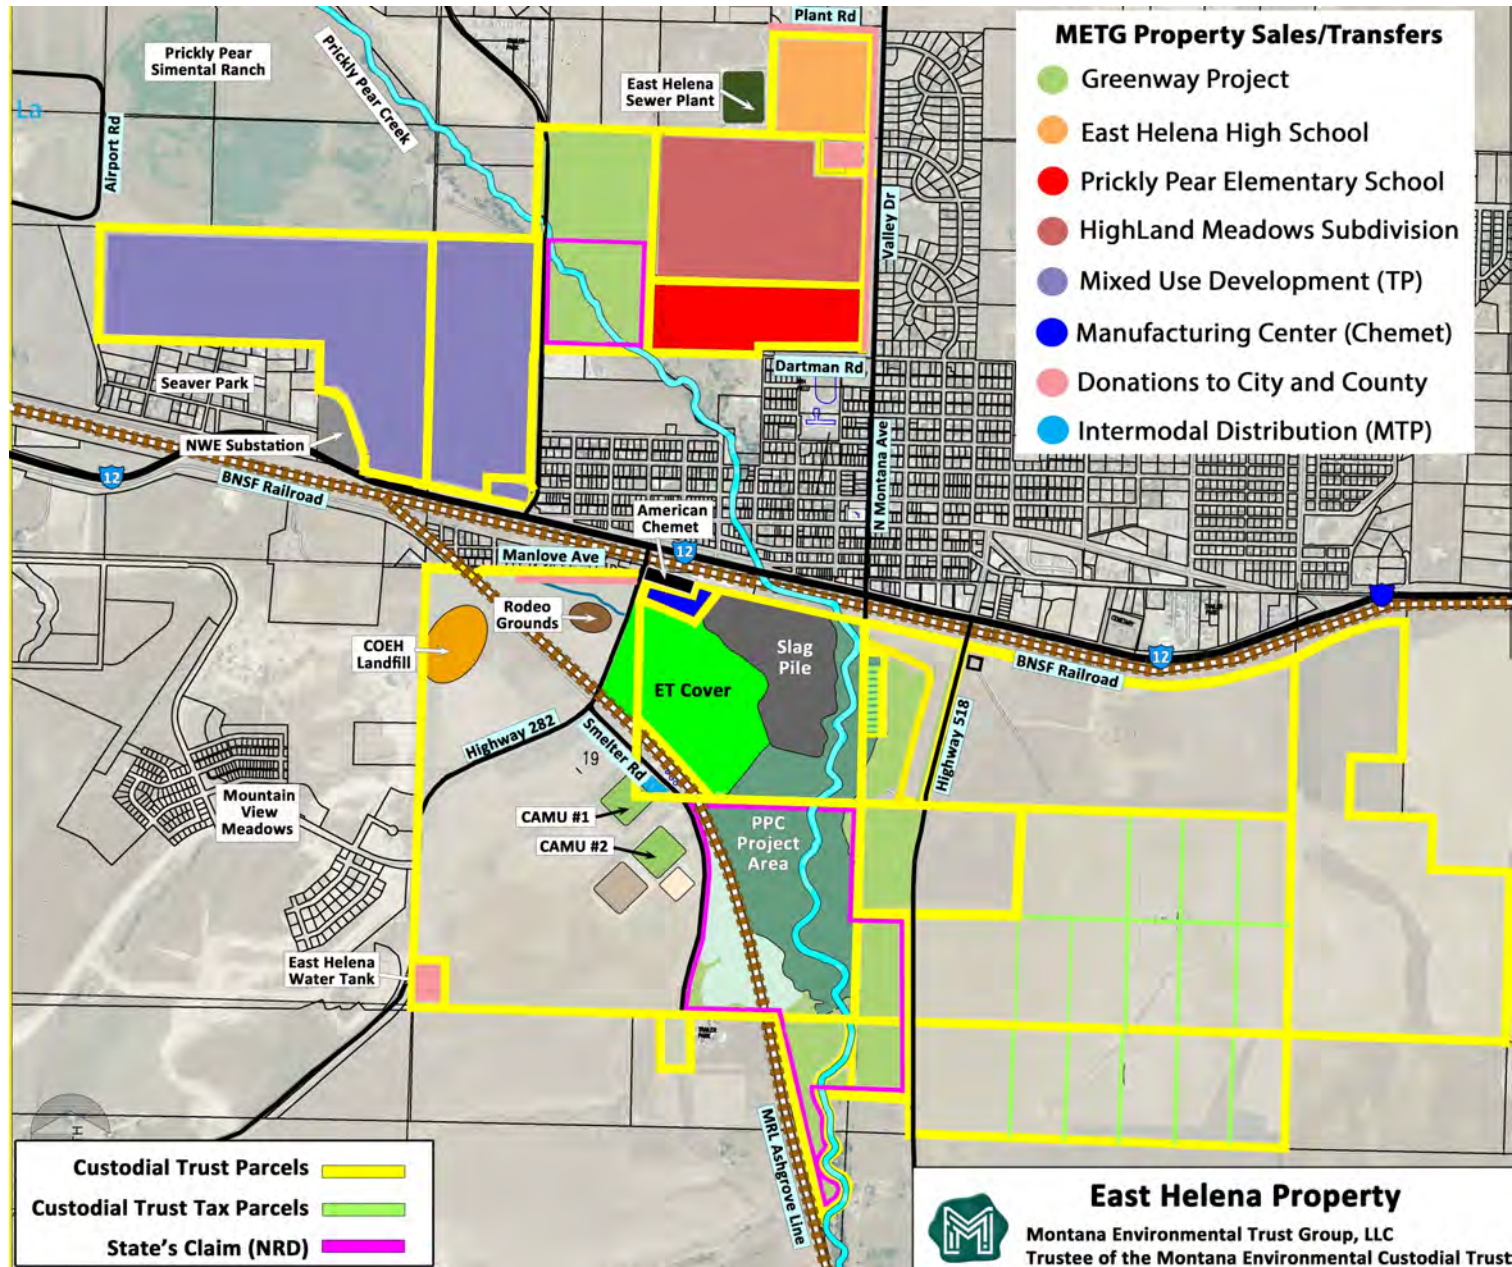 Plant Rd
Prickly Pear
Simental Ranch
Prickly Pear Creek
La
Airport Rd
East Helena
Sewer Plant
METG Property Sales/Transfers
Greenway Project
East Helena High School
Prickly Pear Elementary School
HighLand Meadows Subdivision
Mixed Use Development (TP)
Manufacturing Center (Chemet)
Donations to City and County
Intermodal Distribution (MTP)
Valley Dr
Dartman Rd
Seaver Park
NWE Substation
12
BNSF Railroad
N Montana Ave
American
Chemet
12
Manlove Ave
Rodeo
Grounds
COEH
Landfill
Slag
Pile
ET Cover
BNSF Railroad
12
Highway 282
Smelter Rd
19
Highway 518
Mountain
View
Meadows
CAMU #1
CAMU #2
PPC
Project
Area
East Helena
Water Tank
TRAILER
PARK
MRL Ashgrove Line
Custodial Trust Parcels
Custodial Trust Tax Parcels
State's Claim (NRD)
M
East Helena Property
Montana Environmental Trust Group, LLC
Trustee of the Montana Environmental Custodial Trust